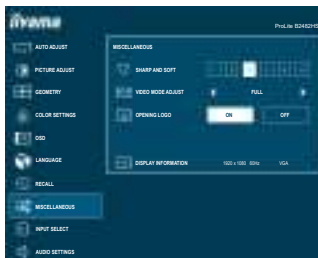 iiyama
ProLite B2482HS
AUTO ADJUST
PICTURE ADJUST
GEOMETRY
COLOR SETTINGS
OSD
LANGUAGE
RECALL
MISCELLANEOUS
INPUT SELECT
AUDIO SETTINGS
MISCELLANEOUS
SHARP AND SOFT
VIDEO MODE ADJUST FULL
OPENING LOGO ON OFF
DISPLAY INFORMATION 1920 x 1080 60Hz VGA